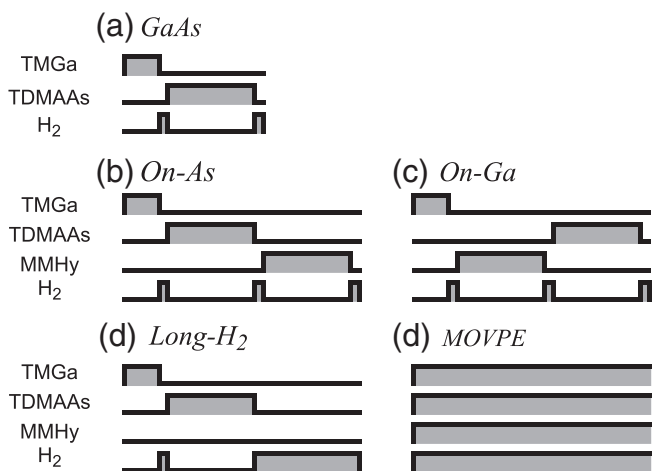 (a) GaAs
TMGa
TDMAAs
H2
(b) On-As
(c) On-Ga
TMGa
TDMAAs
MMHy
H2
(d) Long-H2
(d) MOVPE
TMGa
TDMAAs
MMHy
H2